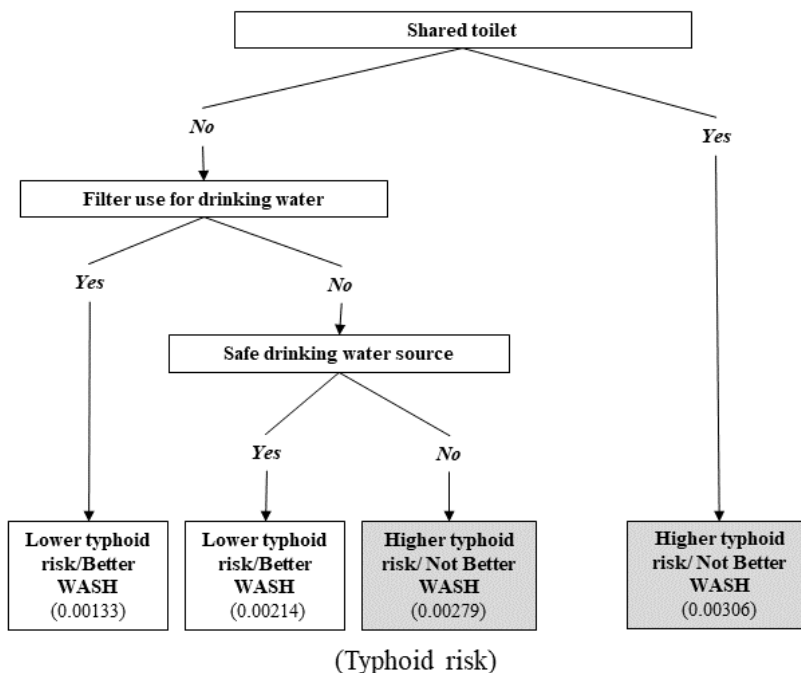 Shared toilet
No
Yes
Filter use for drinking water
Yes
No
Safe drinking water source
Yes
No
Lower typhoid
risk/Better
WASH
(0.00133)
Lower typhoid
risk/Better
WASH
(0.00214)
Higher typhoid
risk/ Not Better
WASH
(0.00279)
Higher typhoid
risk/ Not Better
WASH
(0.00306)
(Typhoid risk)